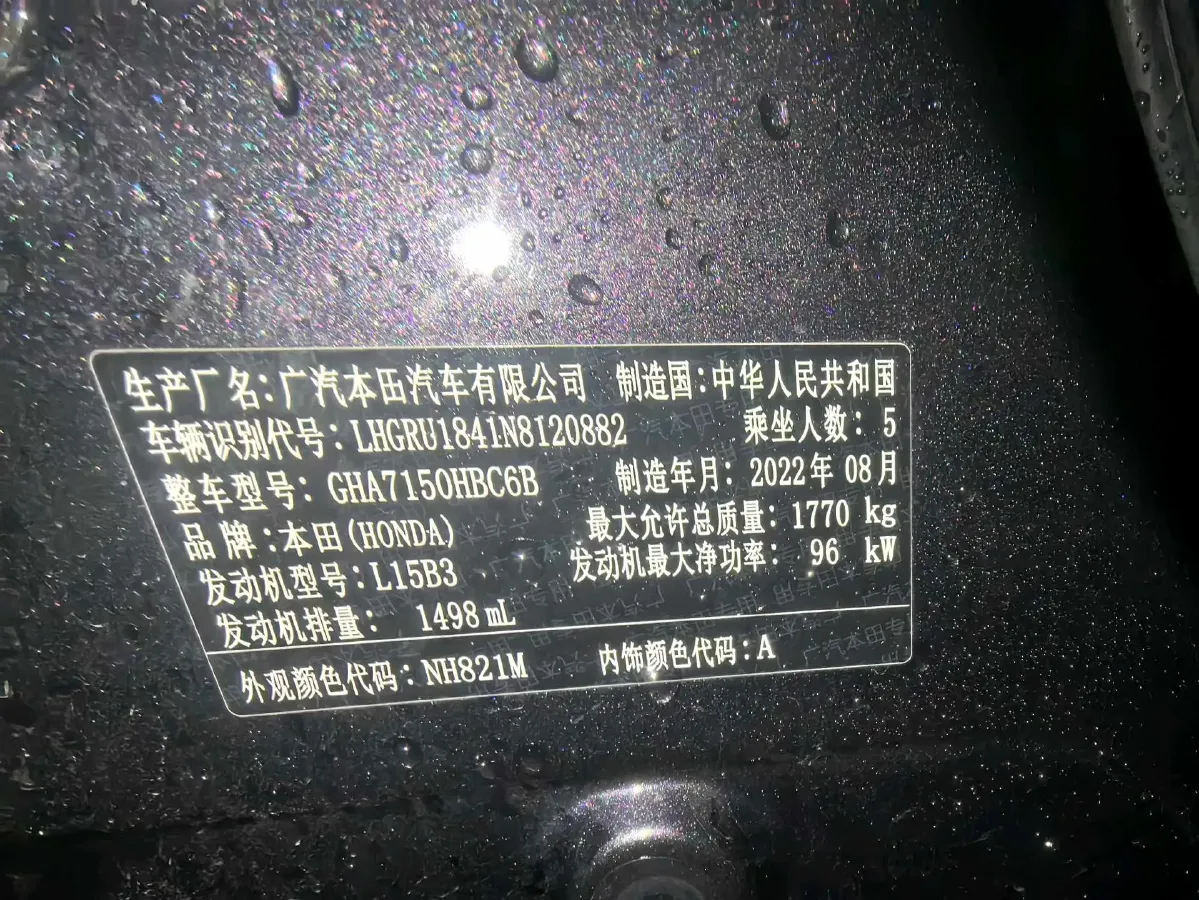 生产厂名：广汽本田汽车有限公司 制造国：中华人民共和国
车辆识别代号：LHGRU1841N8120882 乘坐人数：5
整车型号：GHA7150HBC6B 制造年月：2022年08月
品牌：本田(HONDA) 最大允许总质量：1770 kg
发动机型号：L15B3 发动机最大净功率：96 kW
发动机排量：1498 mL
外观颜色代码：NH821M 内饰颜色代码：A